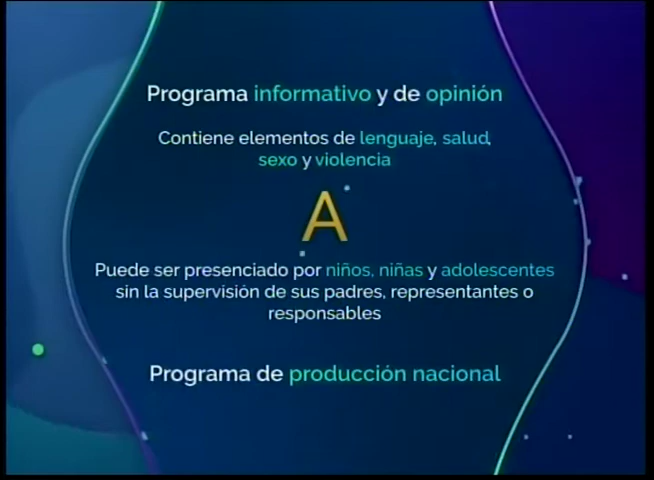 Programa informativo y de opinión
Contiene elementos de lenguaje, salud,
sexo y violencia
A
Puede ser presenciado por niños, niñas y adolescentes
sin la supervisión de sus padres, representantes o
responsables
Programa de producción nacional